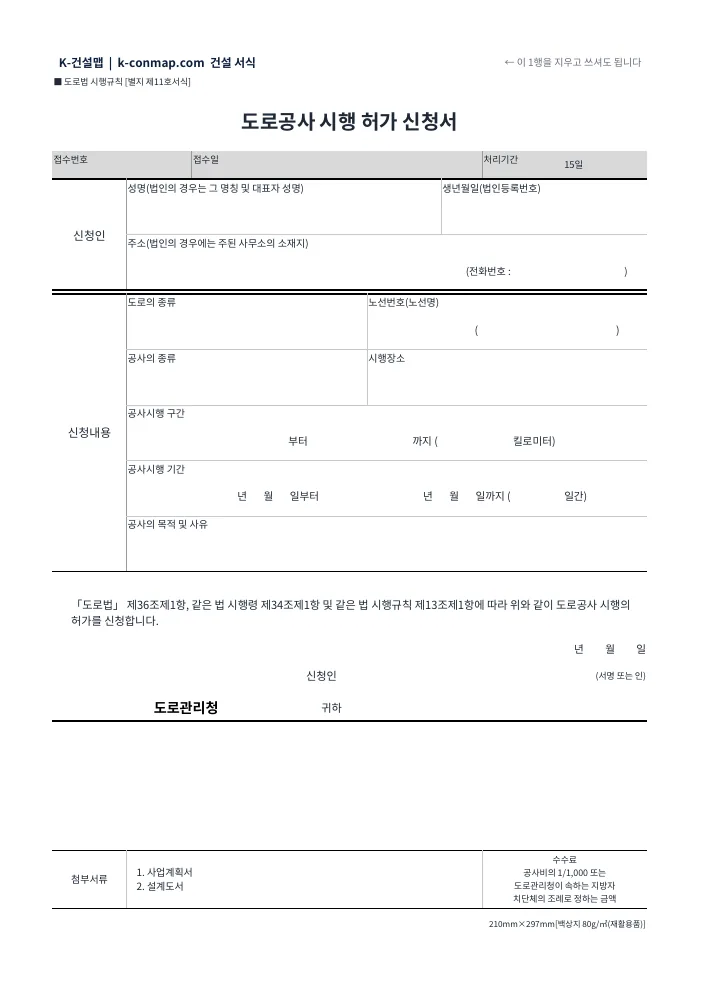 K-건설맵 | k-conmap.com 건설 서식
← 이 1행을 지우고 쓰셔도 됩니다
■ 도로법 시행규칙 [별지 제11호서식]
도로공사 시행 허가 신청서
접수번호 접수일 처리기간 15일
신청인
성명(법인의 경우는 그 명칭 및 대표자 성명) 생년월일(법인등록번호)
주소(법인의 경우에는 주된 사무소의 소재지)
(전화번호 : )
신청내용
도로의 종류 노선번호(노선명)
( )
공사의 종류 시행장소
공사시행 구간
부터 까지 ( 킬로미터)
공사시행 기간
년 월 일부터 년 월 일까지 ( 일간)
공사의 목적 및 사유
「도로법」 제36조제1항, 같은 법 시행령 제34조제1항 및 같은 법 시행규칙 제13조제1항에 따라 위와 같이 도로공사 시행의
허가를 신청합니다.
년 월 일
신청인 (서명 또는 인)
도로관리청 귀하
첨부서류
1. 사업계획서
2. 설계도서
수수료
공사비의 1/1,000 또는
도로관리청이 속하는 지방자
치단체의 조례로 정하는 금액
210mm×297mm[백상지 80g/㎡(재활용품)]